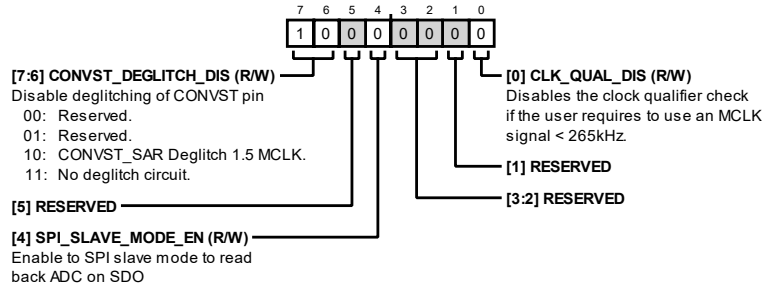 7 6 5 4 3 2 1 0
1 0 0 0 0 0 0 0
[7:6] CONVST_DEGLITCH_DIS (R/W)
Disable deglitching of CONVST pin
00: Reserved.
01: Reserved.
10: CONVST_SAR Deglitch 1.5 MCLK.
11: No deglitch circuit.
[5] RESERVED
[4] SPI_SLAVE_MODE_EN (R/W)
Enable to SPI slave mode to read
back ADC on SDO
[0] CLK_QUAL_DIS (R/W)
Disables the clock qualifier check
if the user requires to use an MCLK
signal < 265kHz.
[1] RESERVED
[3:2] RESERVED